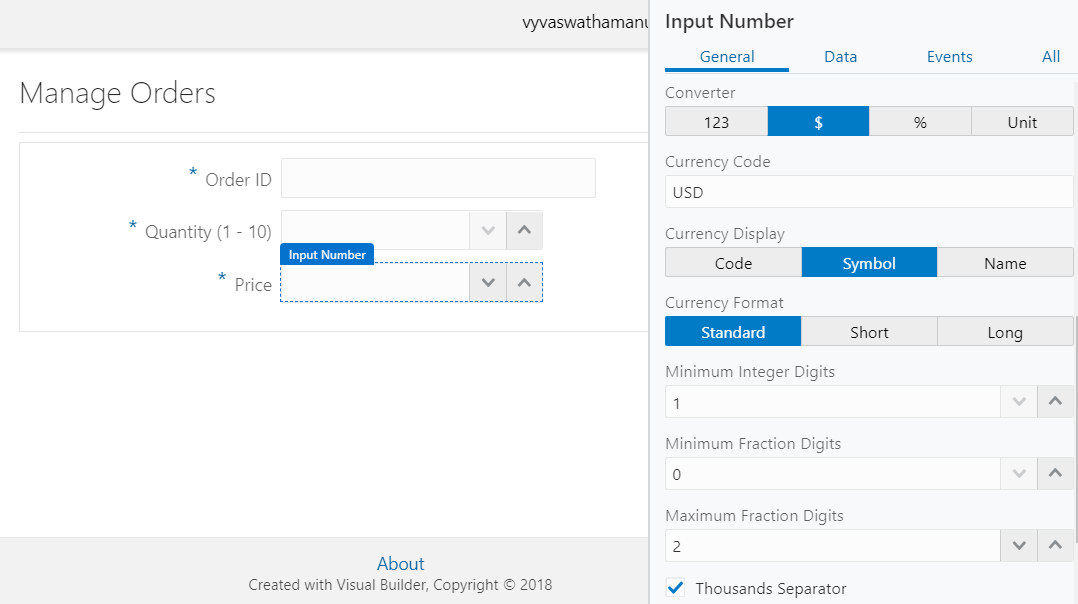 vyvaswathamanu
Manage Orders
* Order ID
* Quantity (1 - 10)
Input Number
* Price
About
Created with Visual Builder, Copyright © 2018
Input Number
General Data Events All
Converter
123 $ % Unit
Currency Code
USD
Currency Display
Code Symbol Name
Currency Format
Standard Short Long
Minimum Integer Digits
1
Minimum Fraction Digits
0
Maximum Fraction Digits
2
Thousands Separator